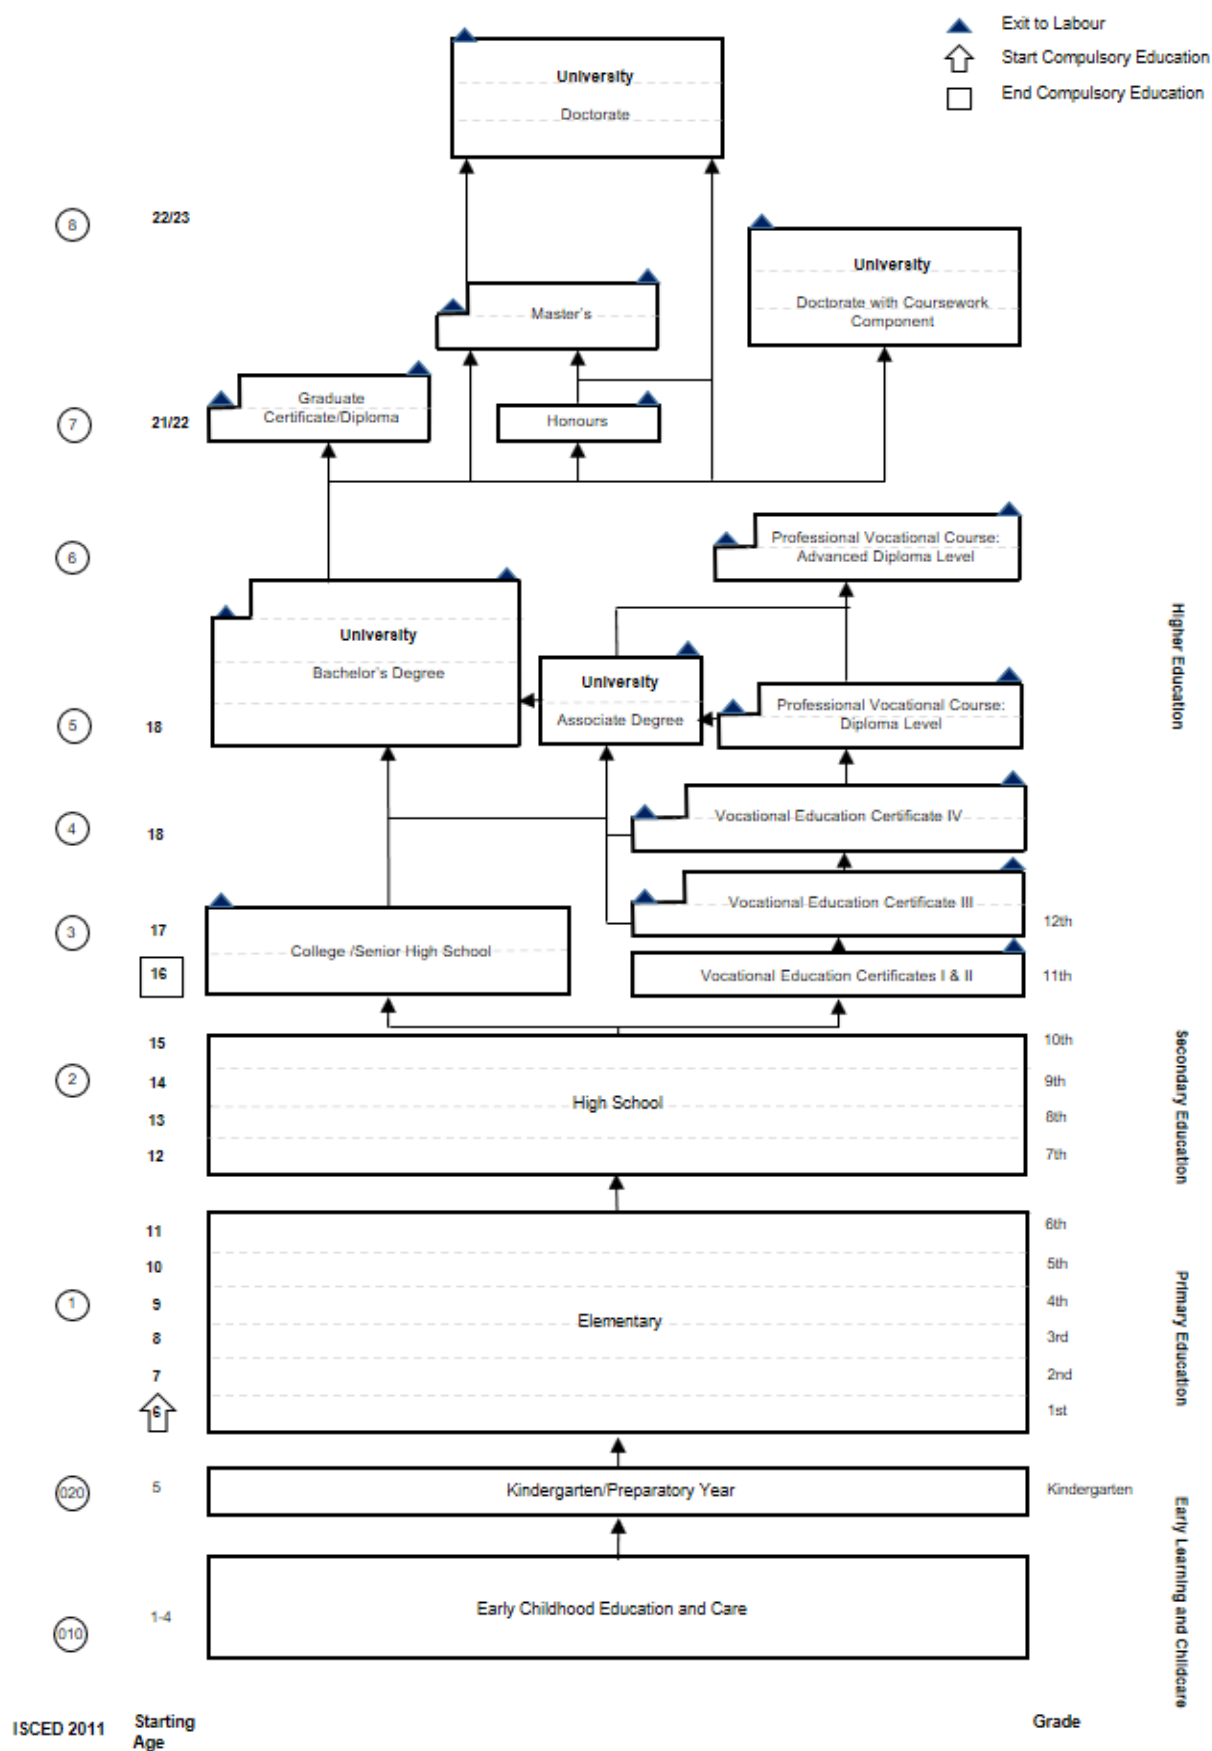 Exit to Labour
Start Compulsory Education
End Compulsory Education
University
Doctorate
8
22/23
University
Doctorate with Coursework
Component
Master's
Graduate
Certificate/Diploma
Honours
7
21/22
6
Professional Vocational Course:
Advanced Diploma Level
Higher Education
University
Bachelor's Degree
University
Associate Degree
Professional Vocational Course:
Diploma Level
5
18
4
18
Vocational Education Certificate IV
Vocational Education Certificate III
12th
3
17
College /Senior High School
16
Vocational Education Certificates I & II
11th
15
10th
2
14
9th
High School
13
8th
12
7th
Secondary Education
11
6th
10
5th
1
9
4th
Elementary
8
3rd
7
2nd
6
1st
Primary Education
020
5
Kindergarten/Preparatory Year
Kindergarten
010
1-4
Early Childhood Education and Care
Early Learning and Childcare
ISCED 2011
Starting
Age
Grade